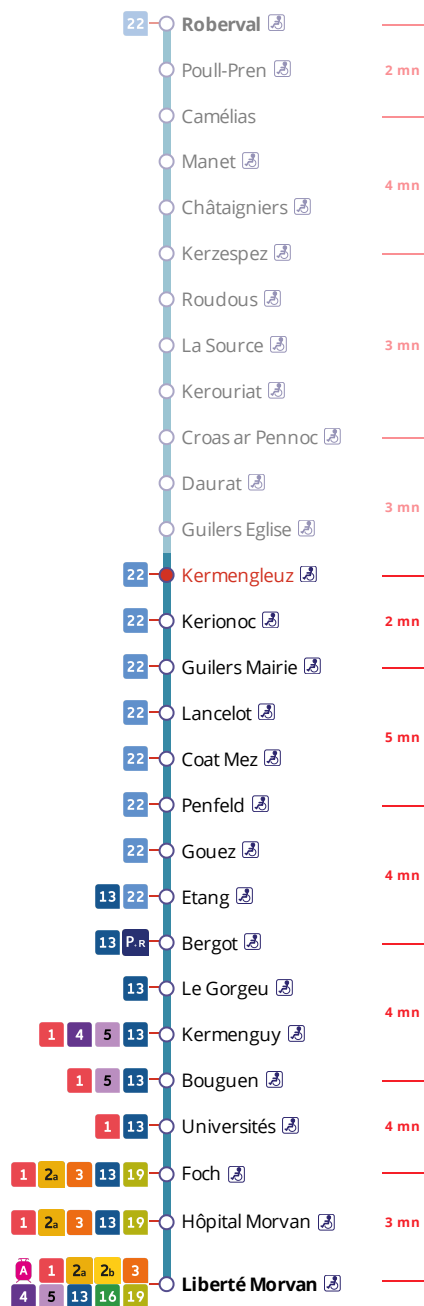 22 Roberval
Poull-Pren 2 mn
Camélias
Manet
4 mn
Châtaigniers
Kerzespez
Roudous
La Source 3 mn
Kerouriat
Croas ar Pennoc
Daurat
3 mn
Guilers Eglise
22 Kermengleuz
22 Kerionoc 2 mn
22 Guilers Mairie
22 Lancelot
5 mn
22 Coat Mez
22 Penfeld
22 Gouez
4 mn
13 22 Etang
13 P+R Bergot
13 Le Gorgeu
4 mn
1 4 5 13 Kermenguy
1 5 13 Bouguen
1 13 Universités 4 mn
1 2a 3 13 19 Foch
1 2a 3 13 19 Hôpital Morvan 3 mn
A 1 2a 2b 3
Liberté Morvan
4 5 13 16 19